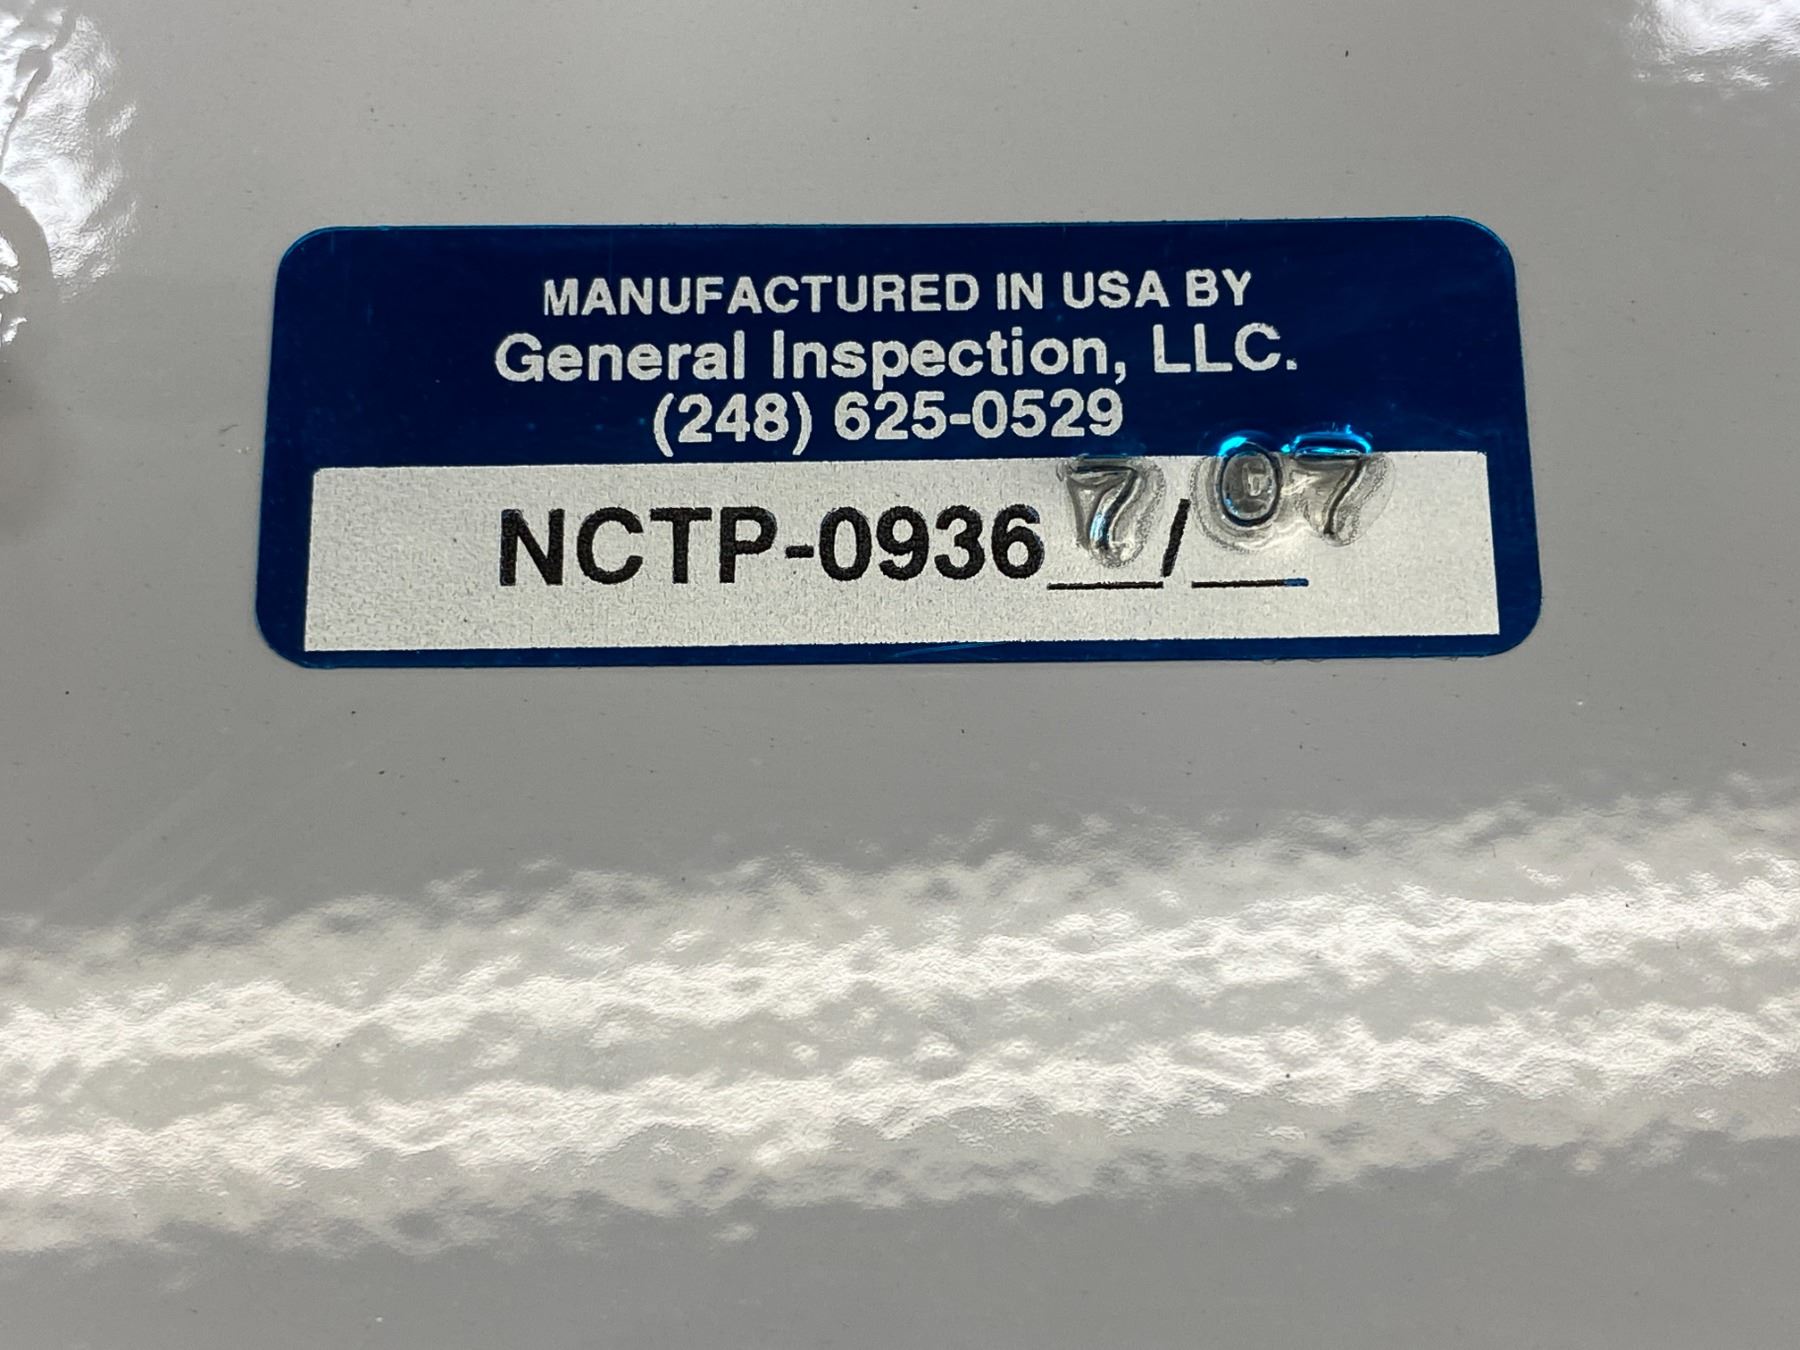 MANUFACTURED IN USA BY
General Inspection, LLC.
(248) 625-0529
NCTP-0936 7/07